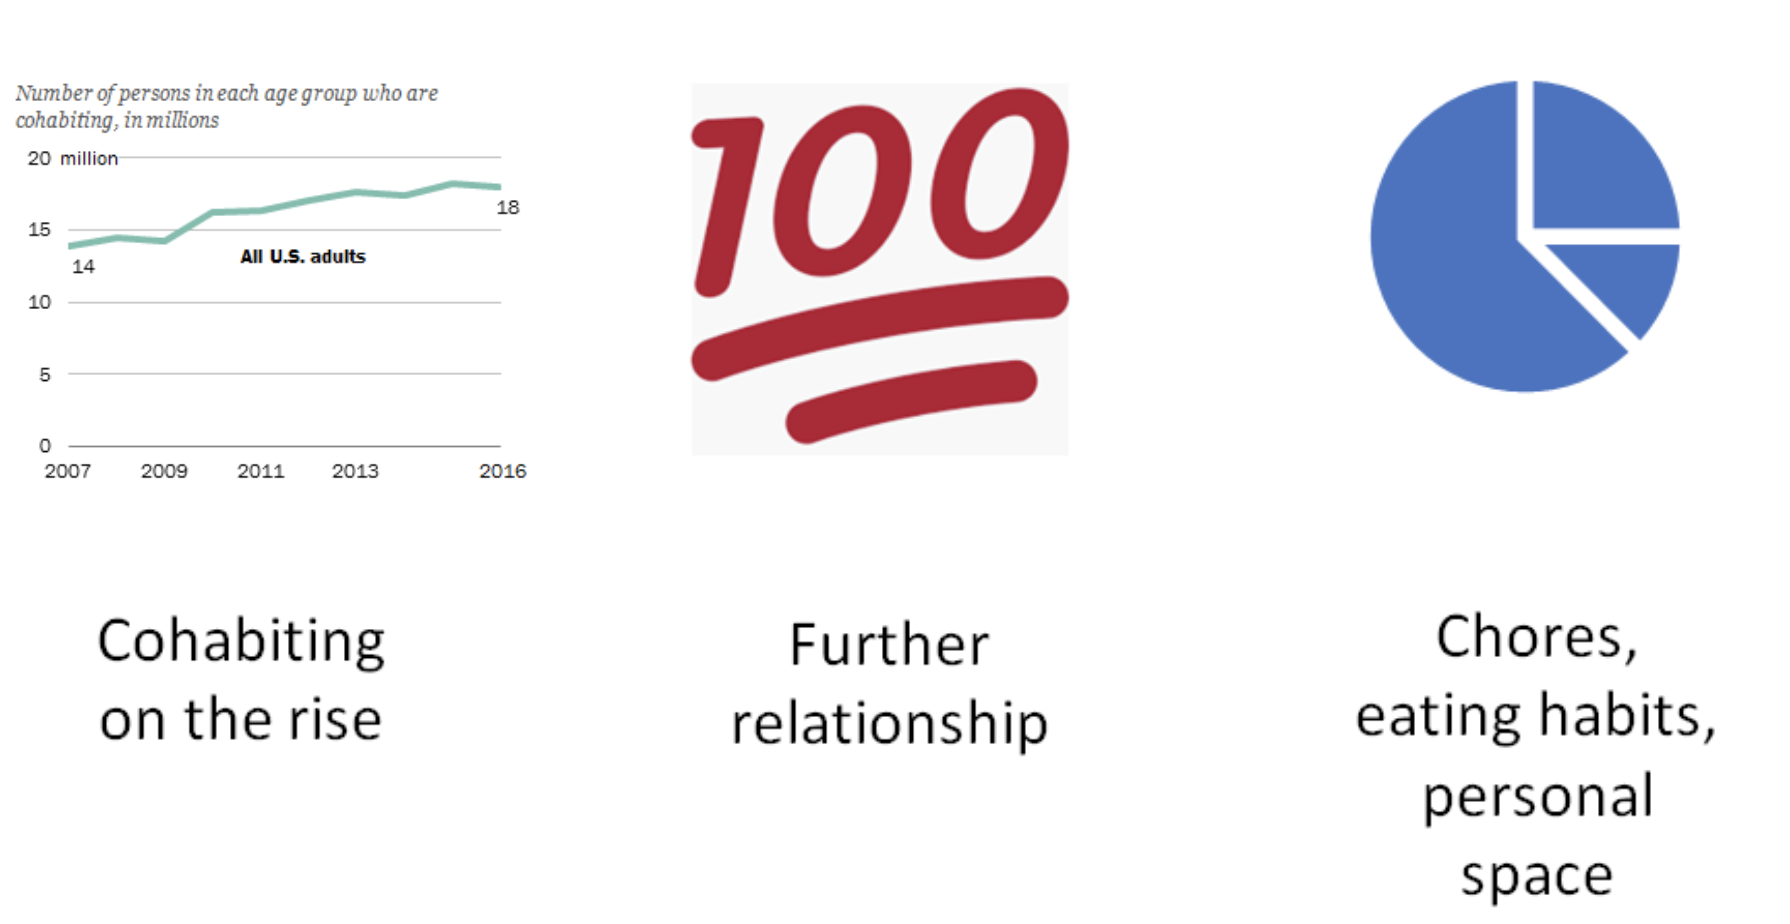 Number of persons in each age group who are
cohabiting, in millions
20 million
15
10
5
0
14
18
All U.S. adults
2007 2009 2011 2013 2016
100
Cohabiting
on the rise
Further
relationship
Chores,
eating habits,
personal
space